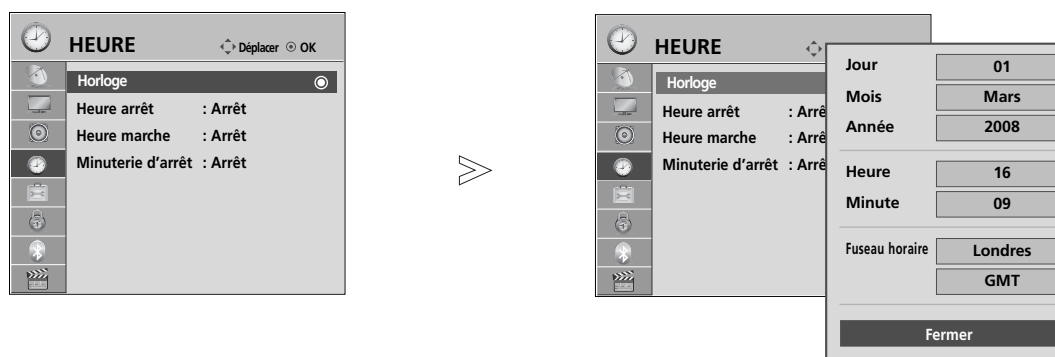 HEURE Déplacer OK
Horloge
Heure arrêt : Arrêt
Heure marche : Arrêt
Minuterie d’arrêt : Arrêt
HEURE
Horloge
Heure arrêt : Arrê
Heure marche : Arrê
Minuterie d’arrêt : Arrê
Jour 01
Mois Mars
Année 2008
Heure 16
Minute 09
Fuseau horaire Londres
GMT
Fermer